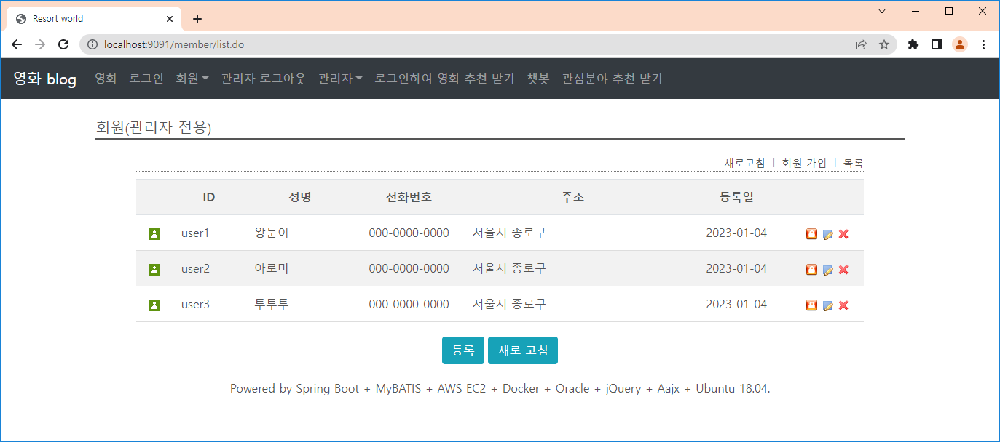 Resort world
localhost:9091/member/list.do
영화 blog 영화 로그인 회원 관리자 로그아웃 관리자 로그인하여 영화 추천 받기 챗봇 관심분야 추천 받기
회원(관리자 전용)
새로고침 | 회원 가입 | 목록
ID 성명 전화번호 주소 등록일
user1 왕눈이 000-0000-0000 서울시 종로구 2023-01-04
user2 아로미 000-0000-0000 서울시 종로구 2023-01-04
user3 투투투 000-0000-0000 서울시 종로구 2023-01-04
등록 새로 고침
Powered by Spring Boot + MyBATIS + AWS EC2 + Docker + Oracle + jQuery + Aajx + Ubuntu 18.04.